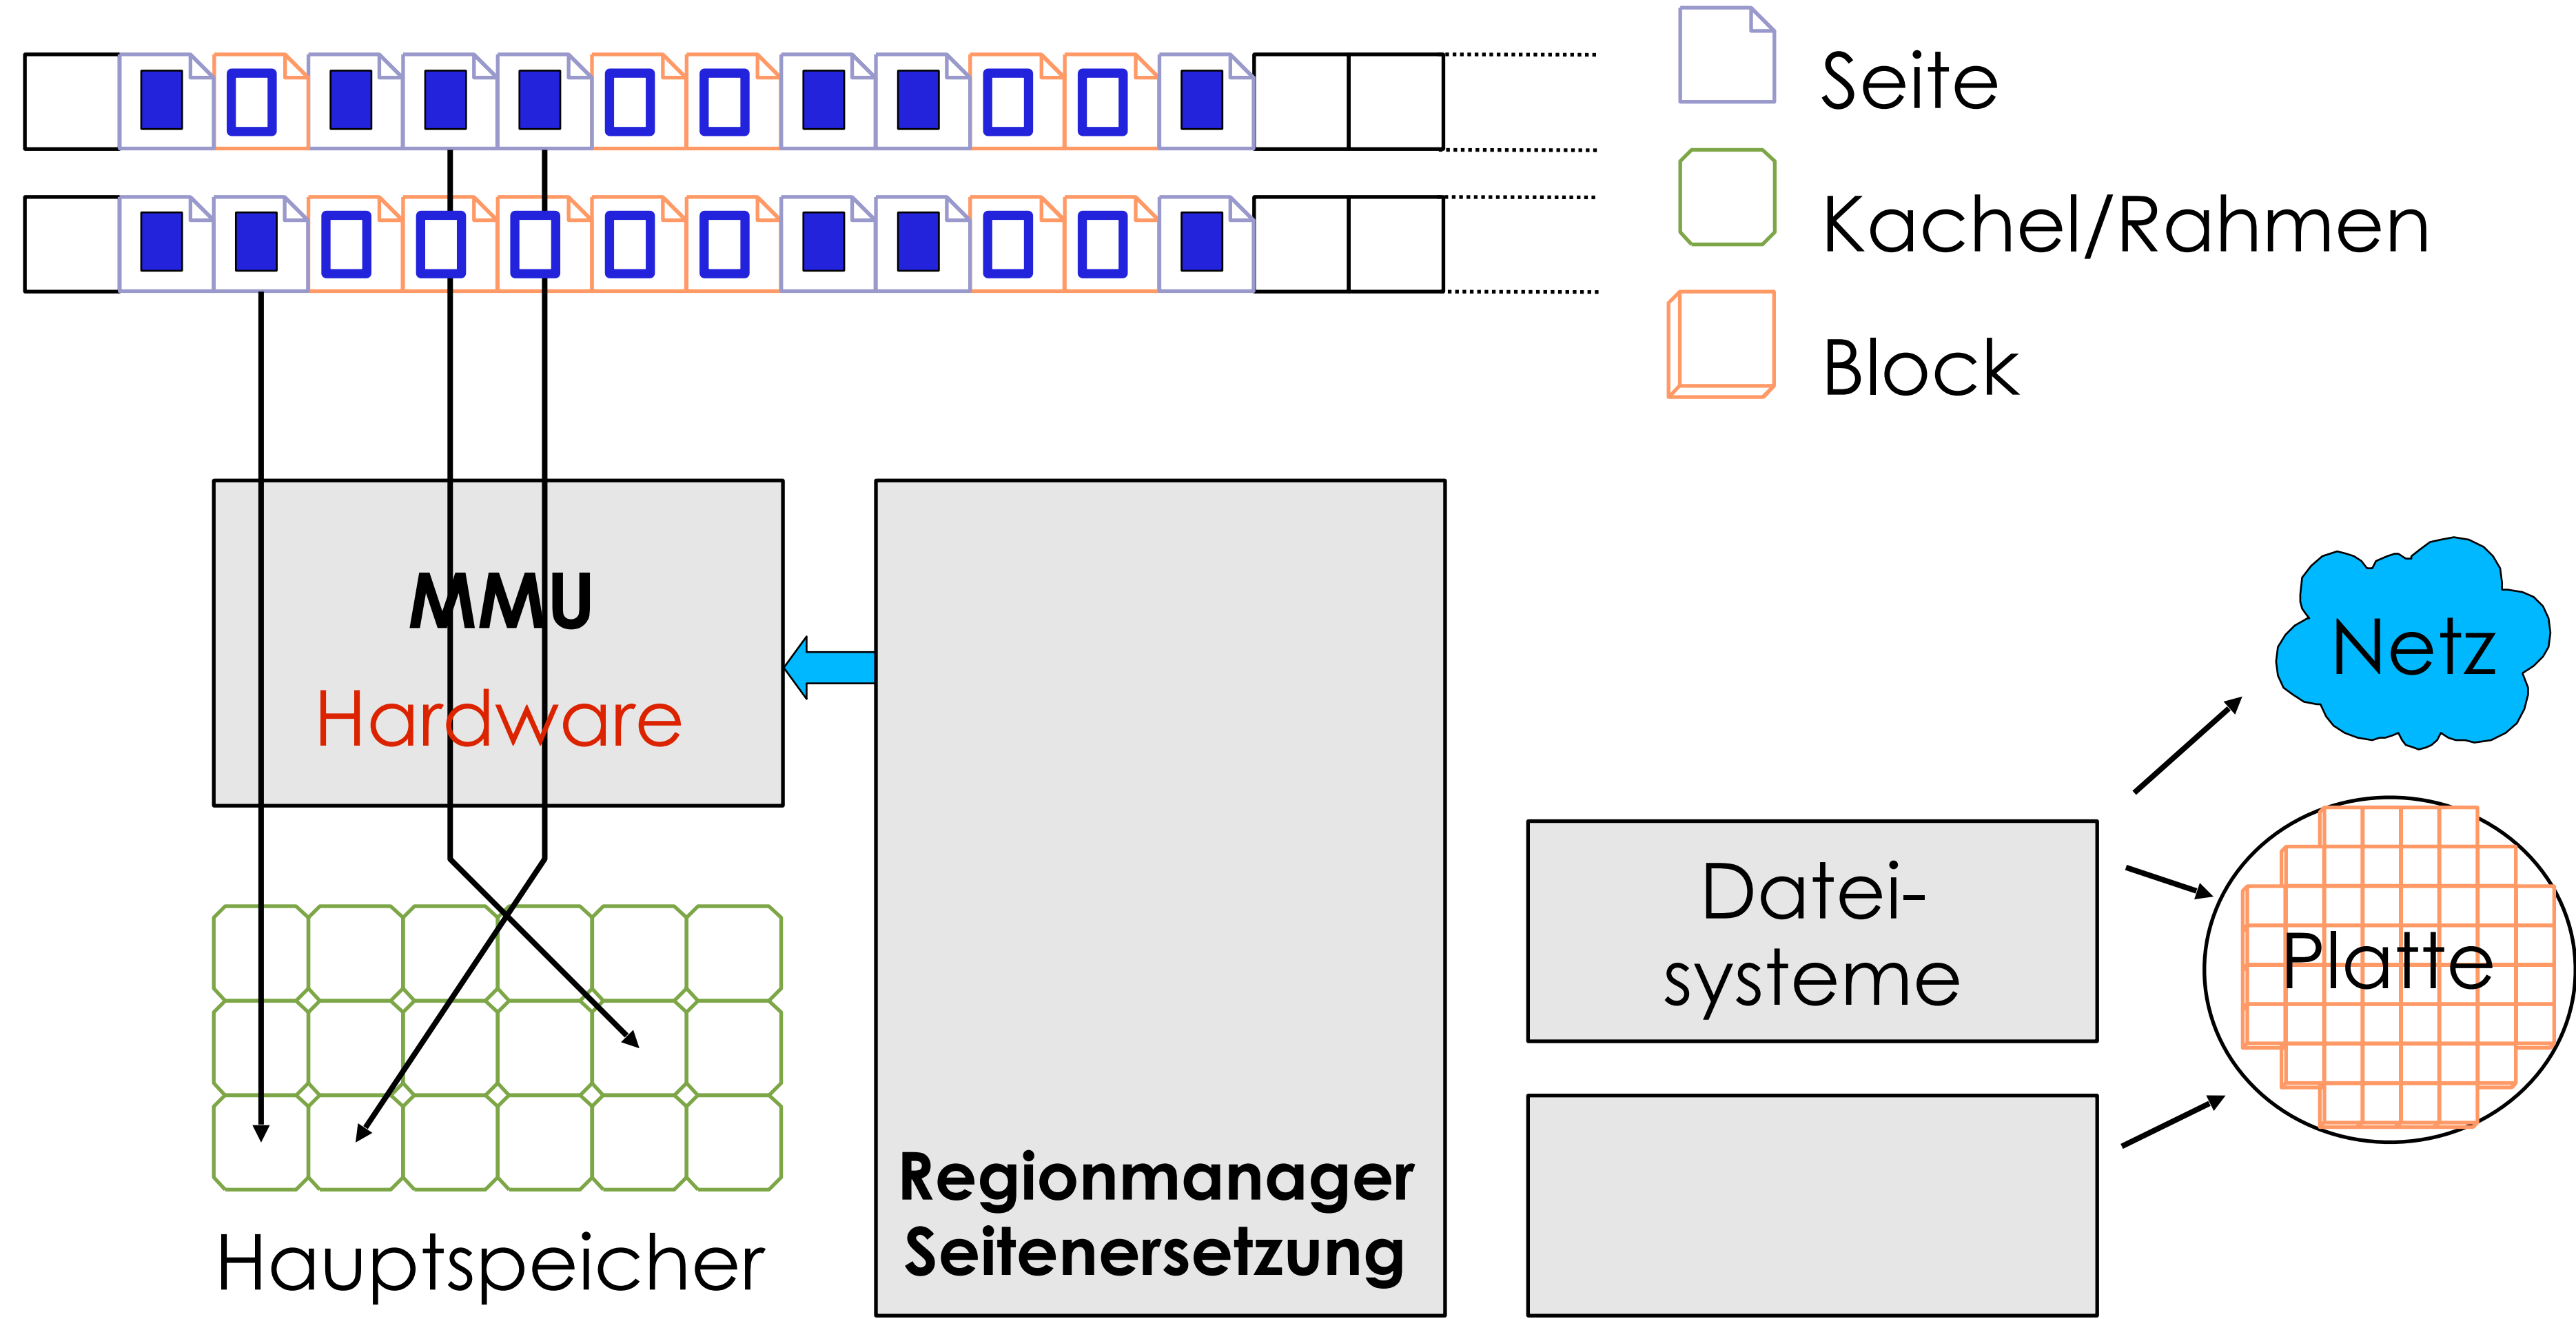 Seite
Kachel/Rahmen
Block
MMU
Hardware
Netz
Datei-
systeme
Platte
Regionmanager
Seitenersetzung
Hauptspeicher